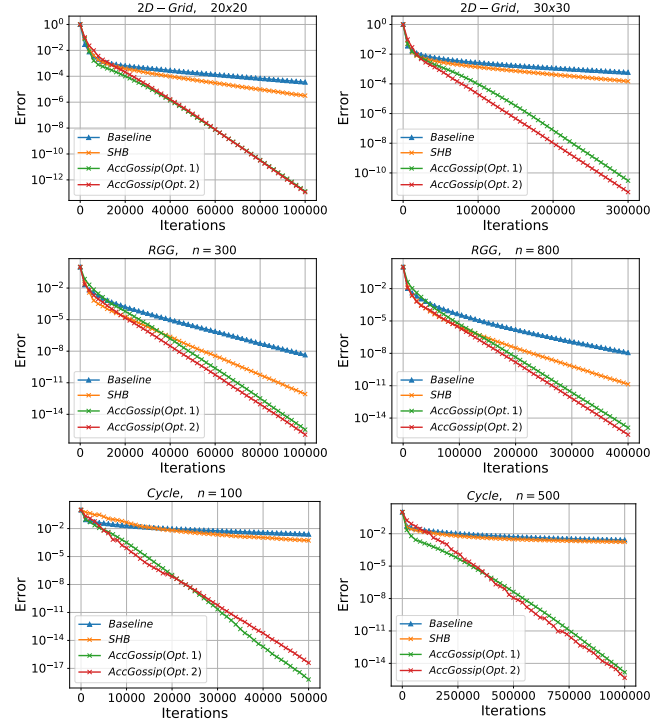 2D − Grid, 20x20
Error
10⁰
10⁻²
10⁻⁴
10⁻⁶
10⁻⁸
10⁻¹⁰
10⁻¹²
Baseline
SHB
AccGossip(Opt. 1)
AccGossip(Opt. 2)
0 20000 40000 60000 80000 100000
Iterations
2D − Grid, 30x30
Error
10⁰
10⁻²
10⁻⁴
10⁻⁶
10⁻⁸
10⁻¹⁰
Baseline
SHB
AccGossip(Opt. 1)
AccGossip(Opt. 2)
0 100000 200000 300000
Iterations
RGG, n = 300
Error
10⁻²
10⁻⁵
10⁻⁸
10⁻¹¹
10⁻¹⁴
Baseline
SHB
AccGossip(Opt. 1)
AccGossip(Opt. 2)
0 20000 40000 60000 80000 100000
Iterations
RGG, n = 800
Error
10⁻²
10⁻⁵
10⁻⁸
10⁻¹¹
10⁻¹⁴
Baseline
SHB
AccGossip(Opt. 1)
AccGossip(Opt. 2)
0 100000 200000 300000 400000
Iterations
Cycle, n = 100
Error
10⁻²
10⁻⁵
10⁻⁸
10⁻¹¹
10⁻¹⁴
10⁻¹⁷
Baseline
SHB
AccGossip(Opt. 1)
AccGossip(Opt. 2)
0 10000 20000 30000 40000 50000
Iterations
Cycle, n = 500
Error
10⁻²
10⁻⁵
10⁻⁸
10⁻¹¹
10⁻¹⁴
Baseline
SHB
AccGossip(Opt. 1)
AccGossip(Opt. 2)
0 250000 500000 750000 1000000
Iterations